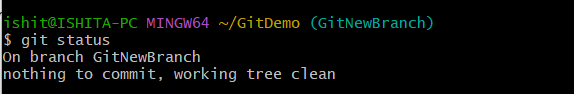 ishit@ISHITA-PC MINGW64 ~/GitDemo (GitNewBranch)
$ git status
On branch GitNewBranch
nothing to commit, working tree clean